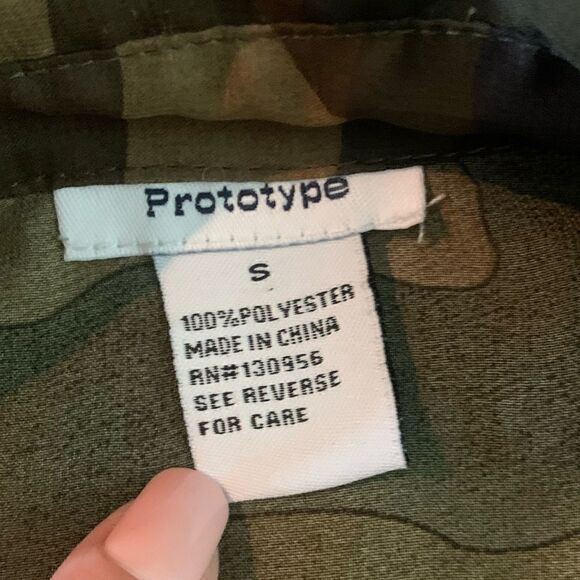 Prototype
S
100%POLYESTER
MADE IN CHINA
RN#130956
SEE REVERSE
FOR CARE